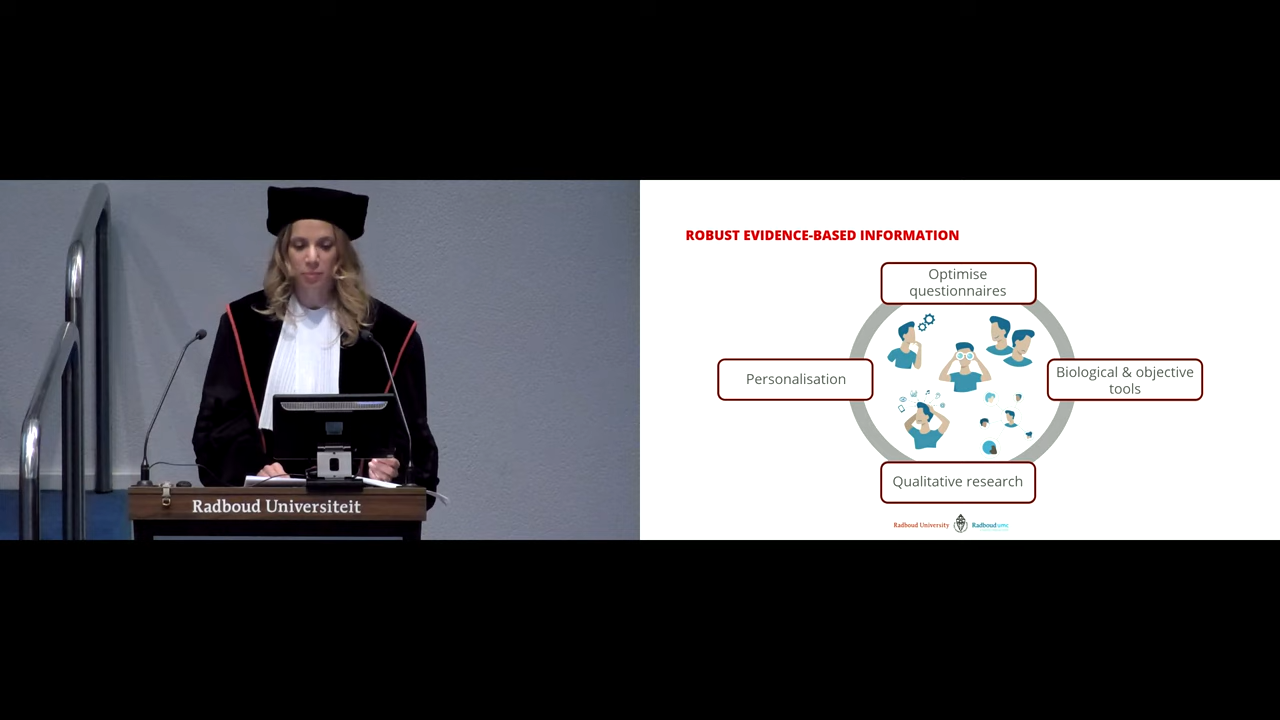 Radboud Universiteit
ROBUST EVIDENCE-BASED INFORMATION
Optimise
questionnaires
Personalisation
Biological & objective
tools
Qualitative research
Radboud University
Radboudumc